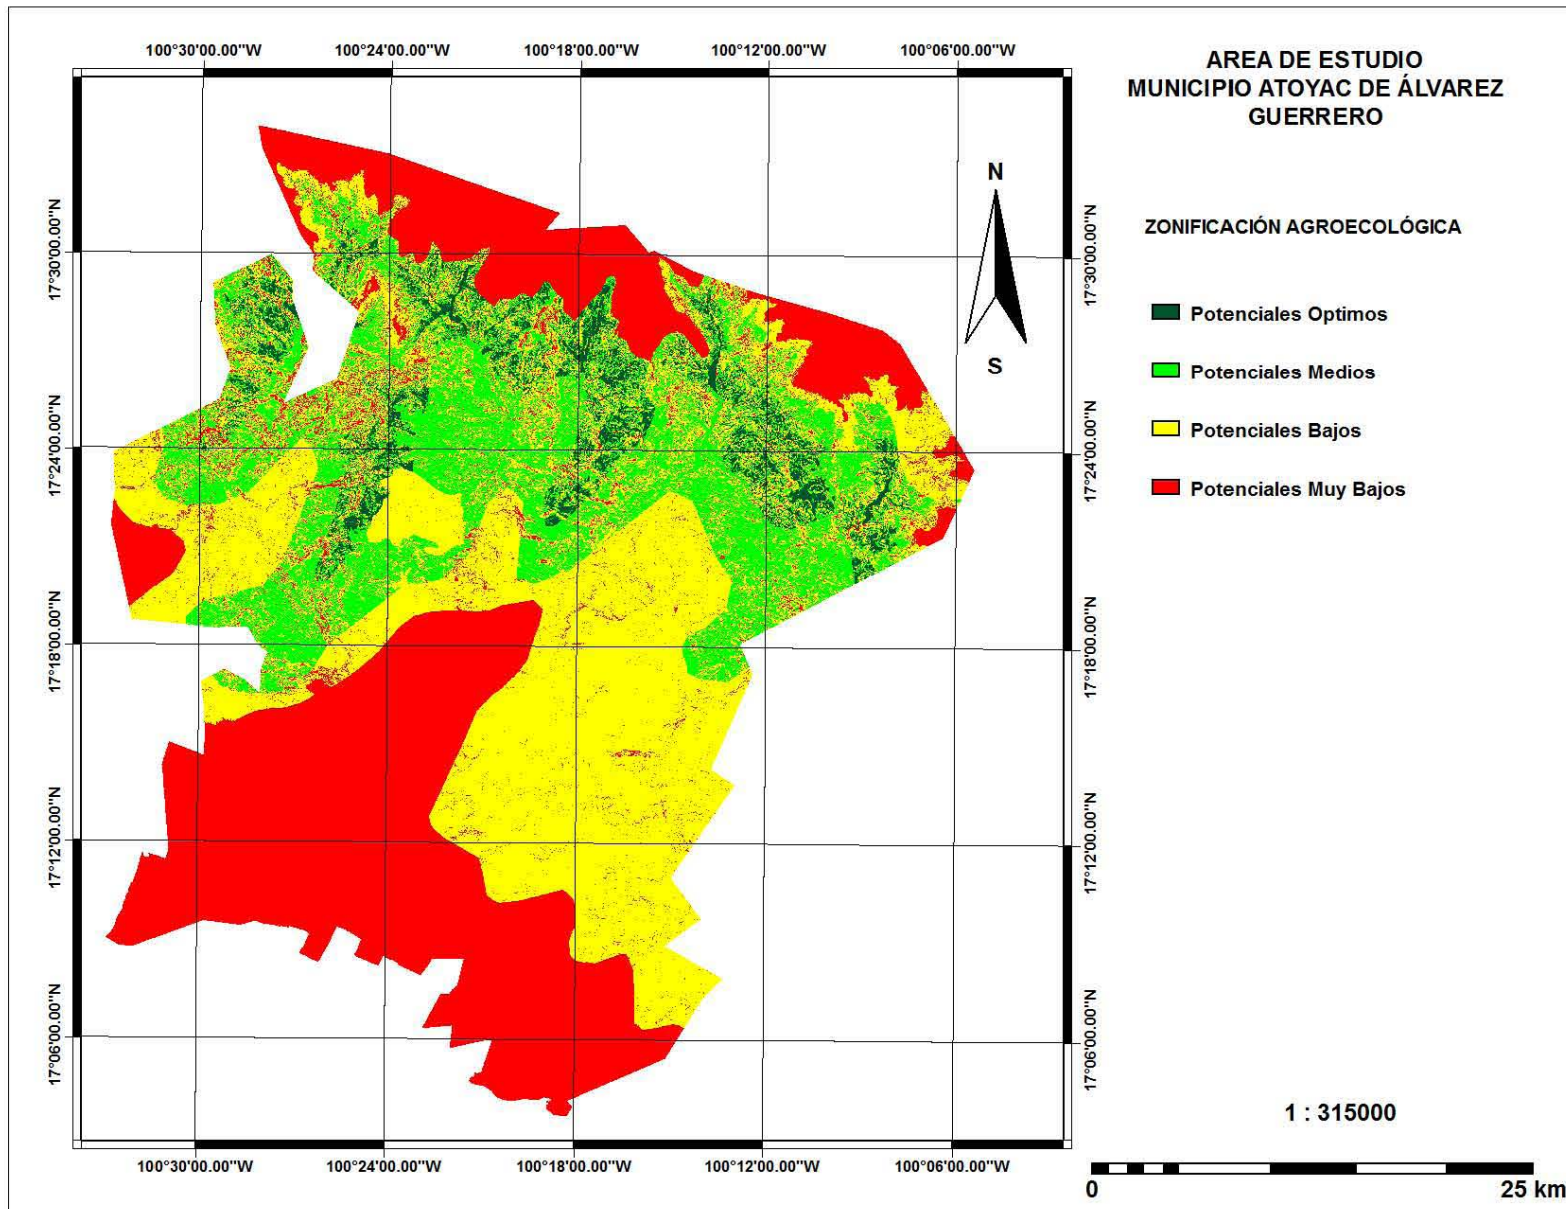 100°30'00.00"W 100°24'00.00"W 100°18'00.00"W 100°12'00.00"W 100°06'00.00"W
AREA DE ESTUDIO
MUNICIPIO ATOYAC DE ÁLVAREZ
GUERRERO
N
S
ZONIFICACIÓN AGROECOLÓGICA
Potenciales Optimos
Potenciales Medios
Potenciales Bajos
Potenciales Muy Bajos
17°30'00.00"N
17°24'00.00"N
17°18'00.00"N
17°12'00.00"N
17°06'00.00"N
17°30'00.00"N
17°24'00.00"N
17°18'00.00"N
17°12'00.00"N
17°06'00.00"N
100°30'00.00"W 100°24'00.00"W 100°18'00.00"W 100°12'00.00"W 100°06'00.00"W
1 : 315000
0 25 km